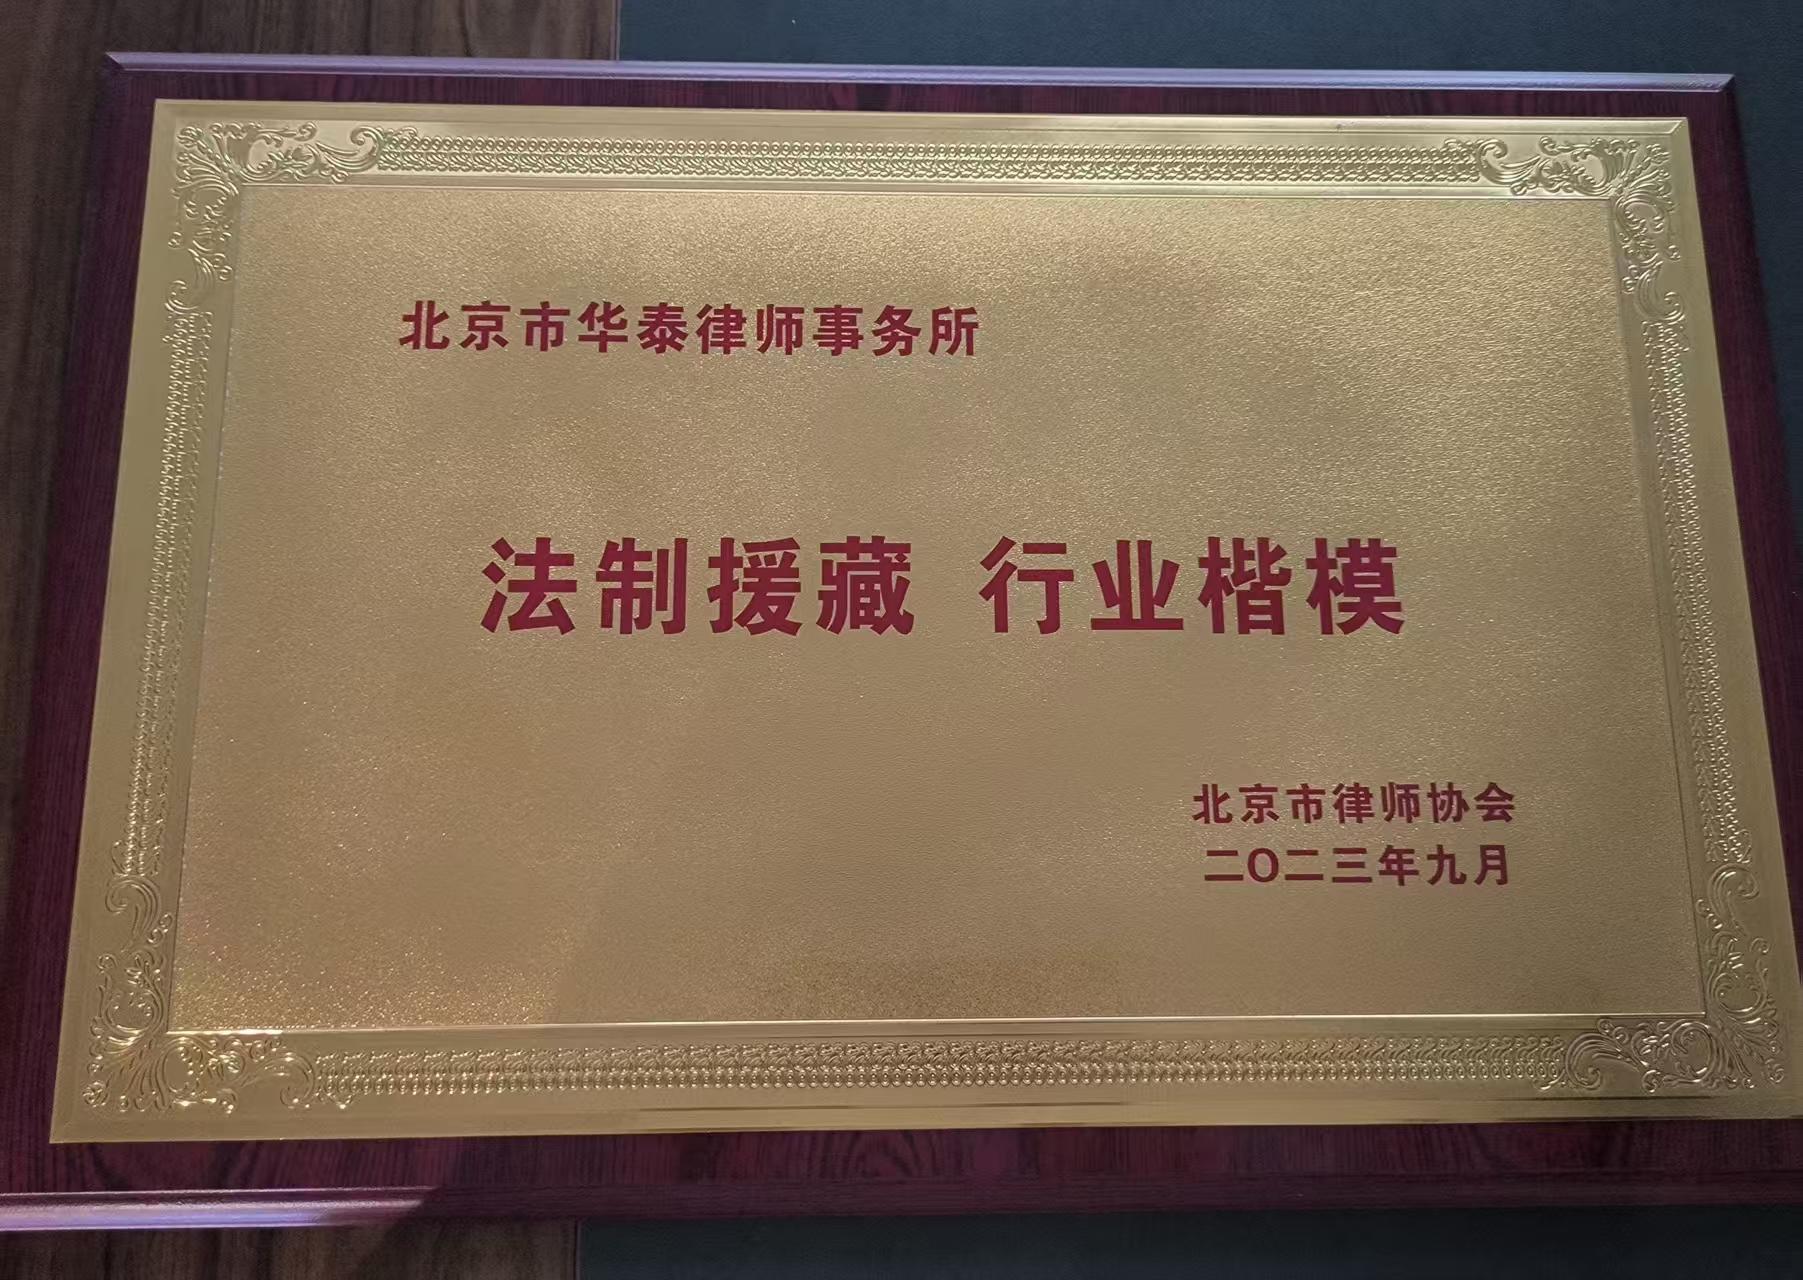 北京市华泰律师事务所
法制援藏 行业楷模
北京市律师协会
二〇二三年九月